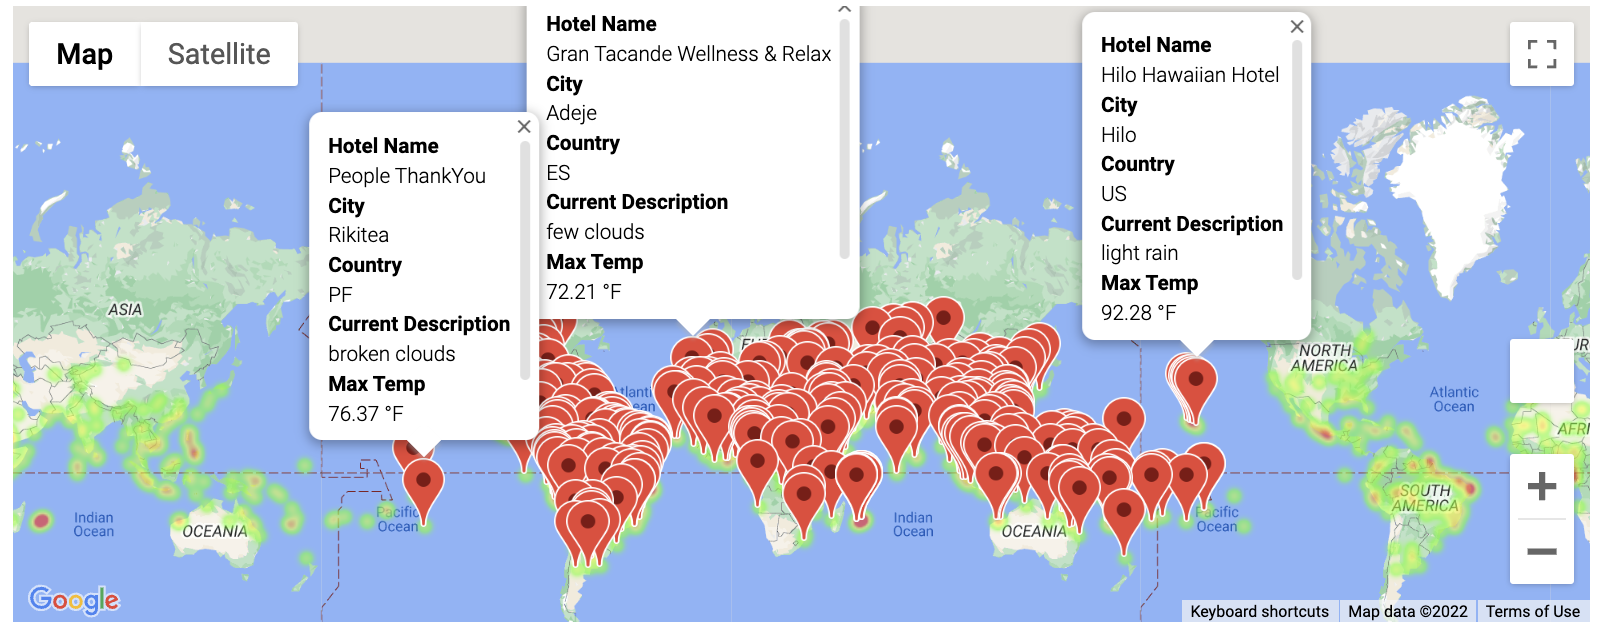 Map
Satellite
Hotel Name
People ThankYou
City
Rikitea
Country
PF
Current Description
broken clouds
Max Temp
76.37 °F
Hotel Name
Gran Tacande Wellness & Relax
City
Adeje
Country
ES
Current Description
few clouds
Max Temp
72.21 °F
Hotel Name
Hilo Hawaiian Hotel
City
Hilo
Country
US
Current Description
light rain
Max Temp
92.28 °F
ASIA
NORTH
AMERICA
Atlantic
Ocean
Indian
Ocean
OCEANIA
Pacific
Ocean
Indian
Ocean
OCEANIA
Pacific
Ocean
SOUTH
AMERICA
Google
Keyboard shortcuts
Map data ©2022
Terms of Use